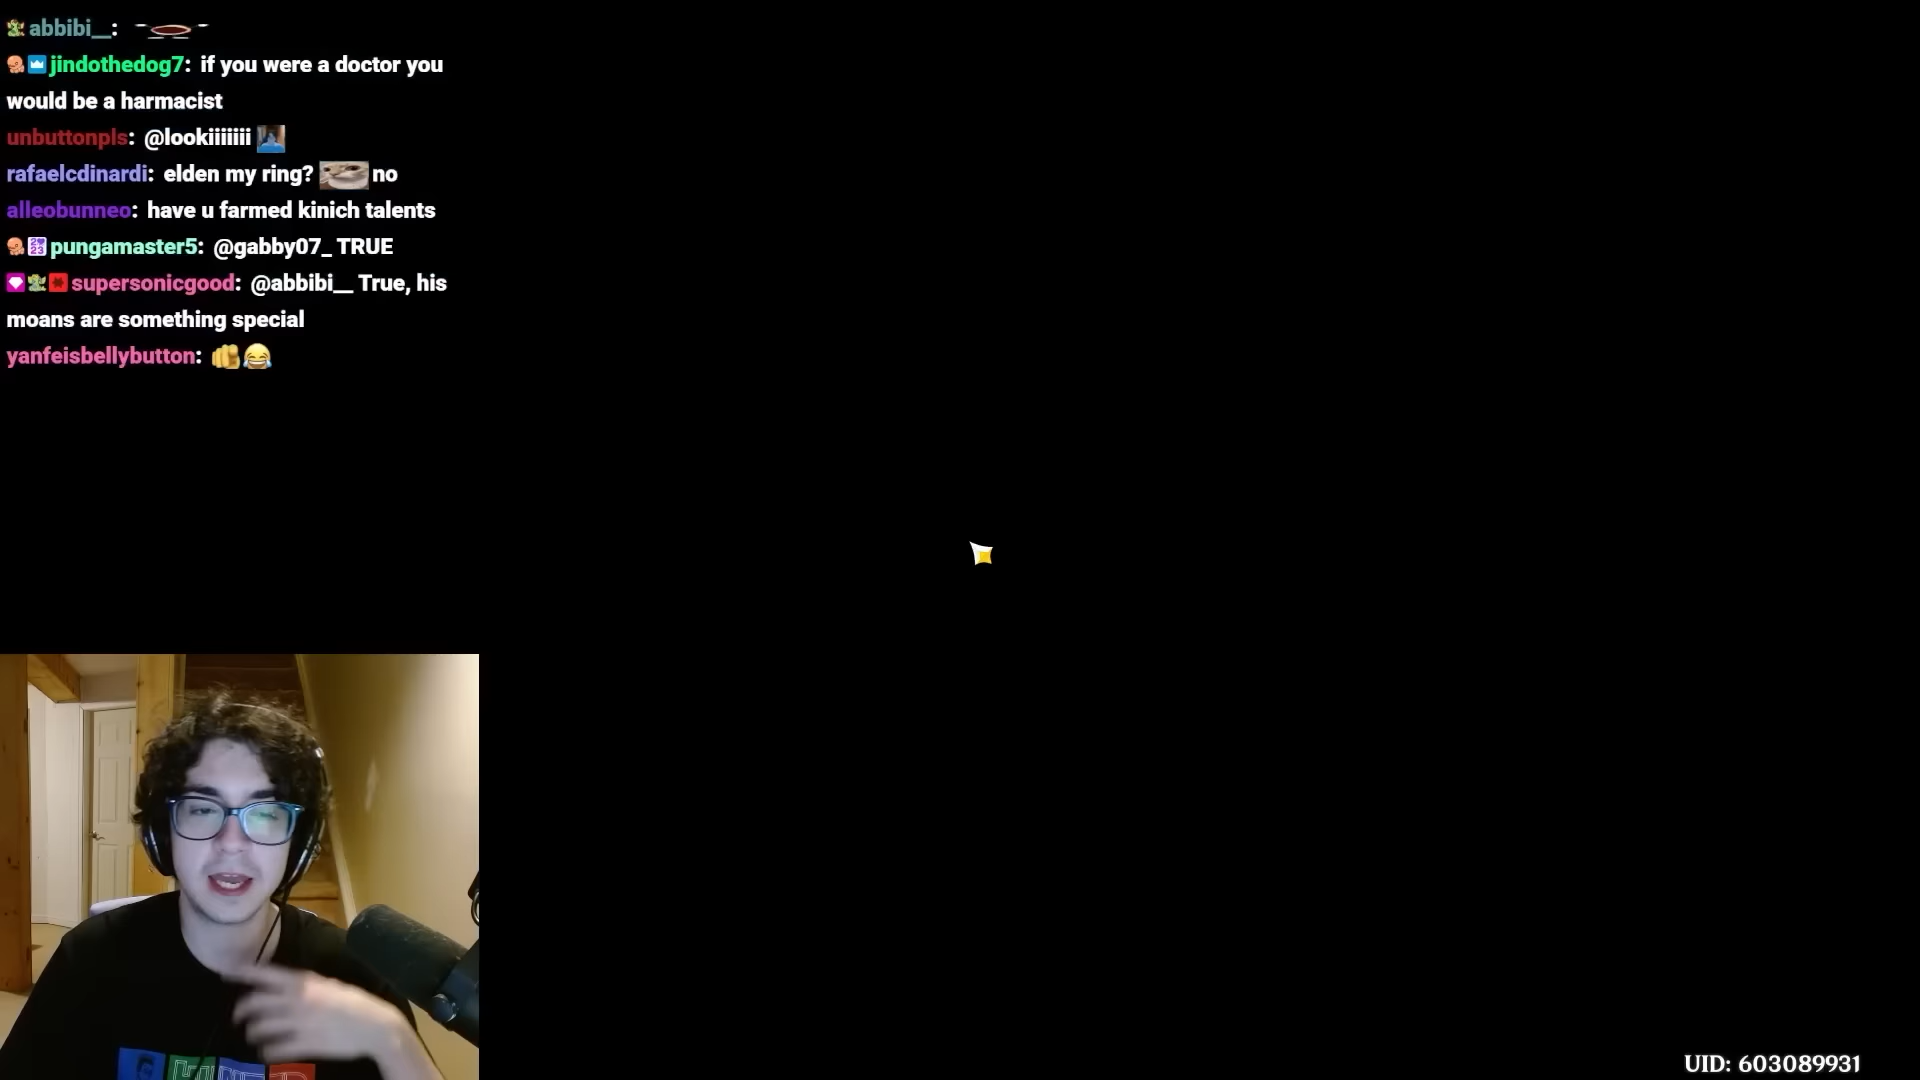 abbibi__:
jindothedog7: if you were a doctor you
would be a harmacist
unbuttonpls: @lookiiiiiii
rafaelcdinardi: elden my ring? no
alleobunneo: have u farmed kinich talents
pungamaster5: @gabby07_ TRUE
supersonicgood: @abbibi__ True, his
moans are something special
yanfeisbellybutton:
UID: 603089931